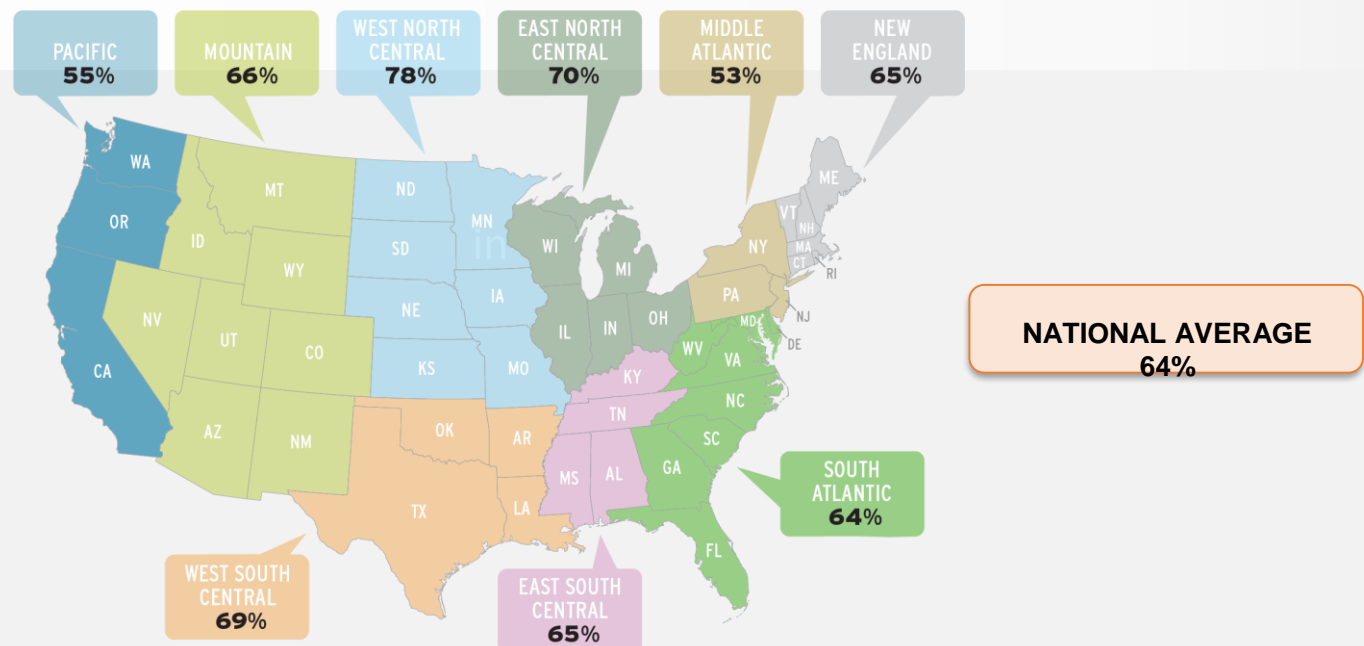 PACIFIC
55%
MOUNTAIN
66%
WEST NORTH
CENTRAL
78%
EAST NORTH
CENTRAL
70%
MIDDLE
ATLANTIC
53%
NEW
ENGLAND
65%
WA
OR
CA
MT
ID
WY
NV
UT
CO
AZ
NM
ND
SD
NE
KS
MN
in
IA
MO
WI
MI
IL
IN
OH
NY
PA
NJ
ME
VT
NH
MA
CT
RI
MD
DE
WV
VA
KY
TN
NC
SC
MS
AL
GA
FL
OK
AR
TX
LA
NATIONAL AVERAGE
64%
SOUTH
ATLANTIC
64%
WEST SOUTH
CENTRAL
69%
EAST SOUTH
CENTRAL
65%